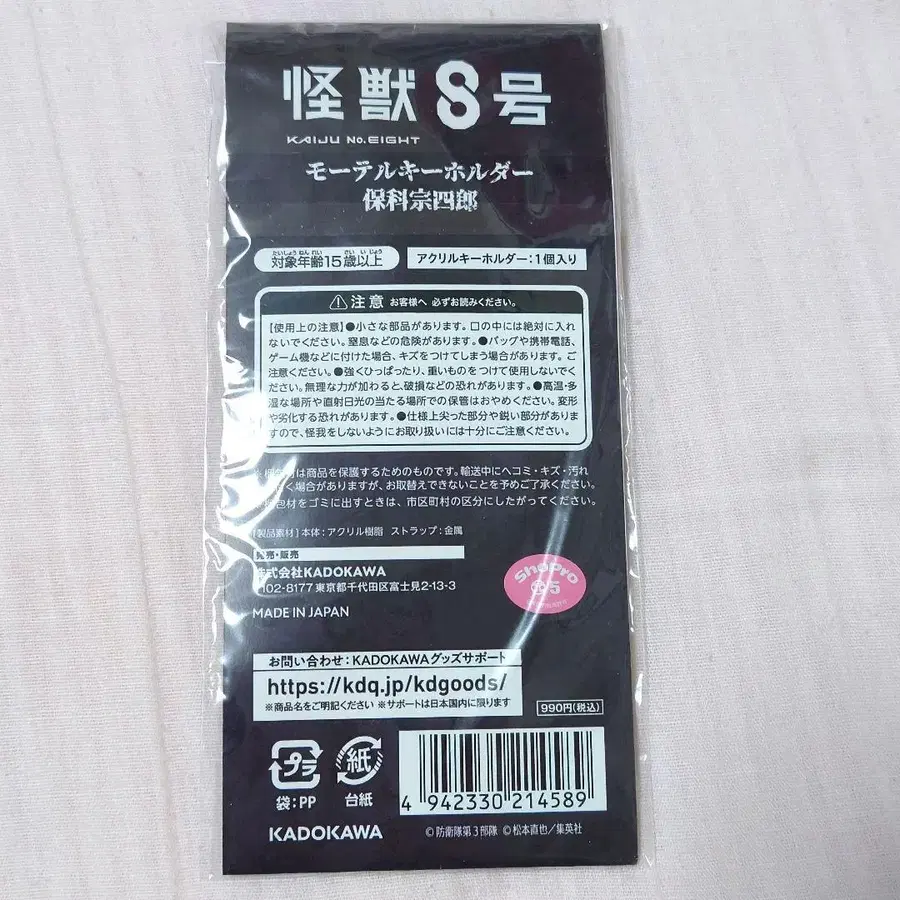 怪獣8号
KAIJU No.EIGHT
モーテルキーホルダー
保科宗四郎
たいしょうねんれい さいいじょう
対象年齢15歳以上
アクリルキーホルダー:1個入り
注意 お客様へ 必ずお読みください。
【使用上の注意】●小さな部品があります。口の中には絶対に入れ
ないでください。窒息などの危険があります。●バッグや携帯電話、
ゲーム機などに付けた場合、キズをつけてしまう場合があります。ご
注意ください。●強くひっぱったり、重いものをつけて使用しないでく
ださい。無理な力が加わると、破損などの恐れがあります。●高温・多
湿な場所や直射日光の当たる場所での保管はおやめください。変形
や劣化する恐れがあります。●仕様上尖った部分や鋭い部分がありま
すので、怪我をしないようにお取り扱いには十分にご注意ください。
は商品を保護するためのものです。輸送中にヘコミ・キズ・汚れ
く場合がありますが、お取替えできないことを予めご了承ください。
包材をゴミに出すときは、市区町村の区分にしたがってください。
[製品素材]本体:アクリル樹脂 ストラップ:金属
発売・販売
株式会社KADOKAWA
〒102-8177 東京都千代田区富士見2-13-3
MADE IN JAPAN
ShoPro
5
お問い合わせ:KADOKAWAグッズサポート
https://kdq.jp/kdgoods/
※商品名をご明記ください ※サポートは日本国内に限ります
990円(税込)
プラ
袋:PP
紙
台紙
4 942330 214589
KADOKAWA
©防衛隊第3部隊 ©松本直也/集英社